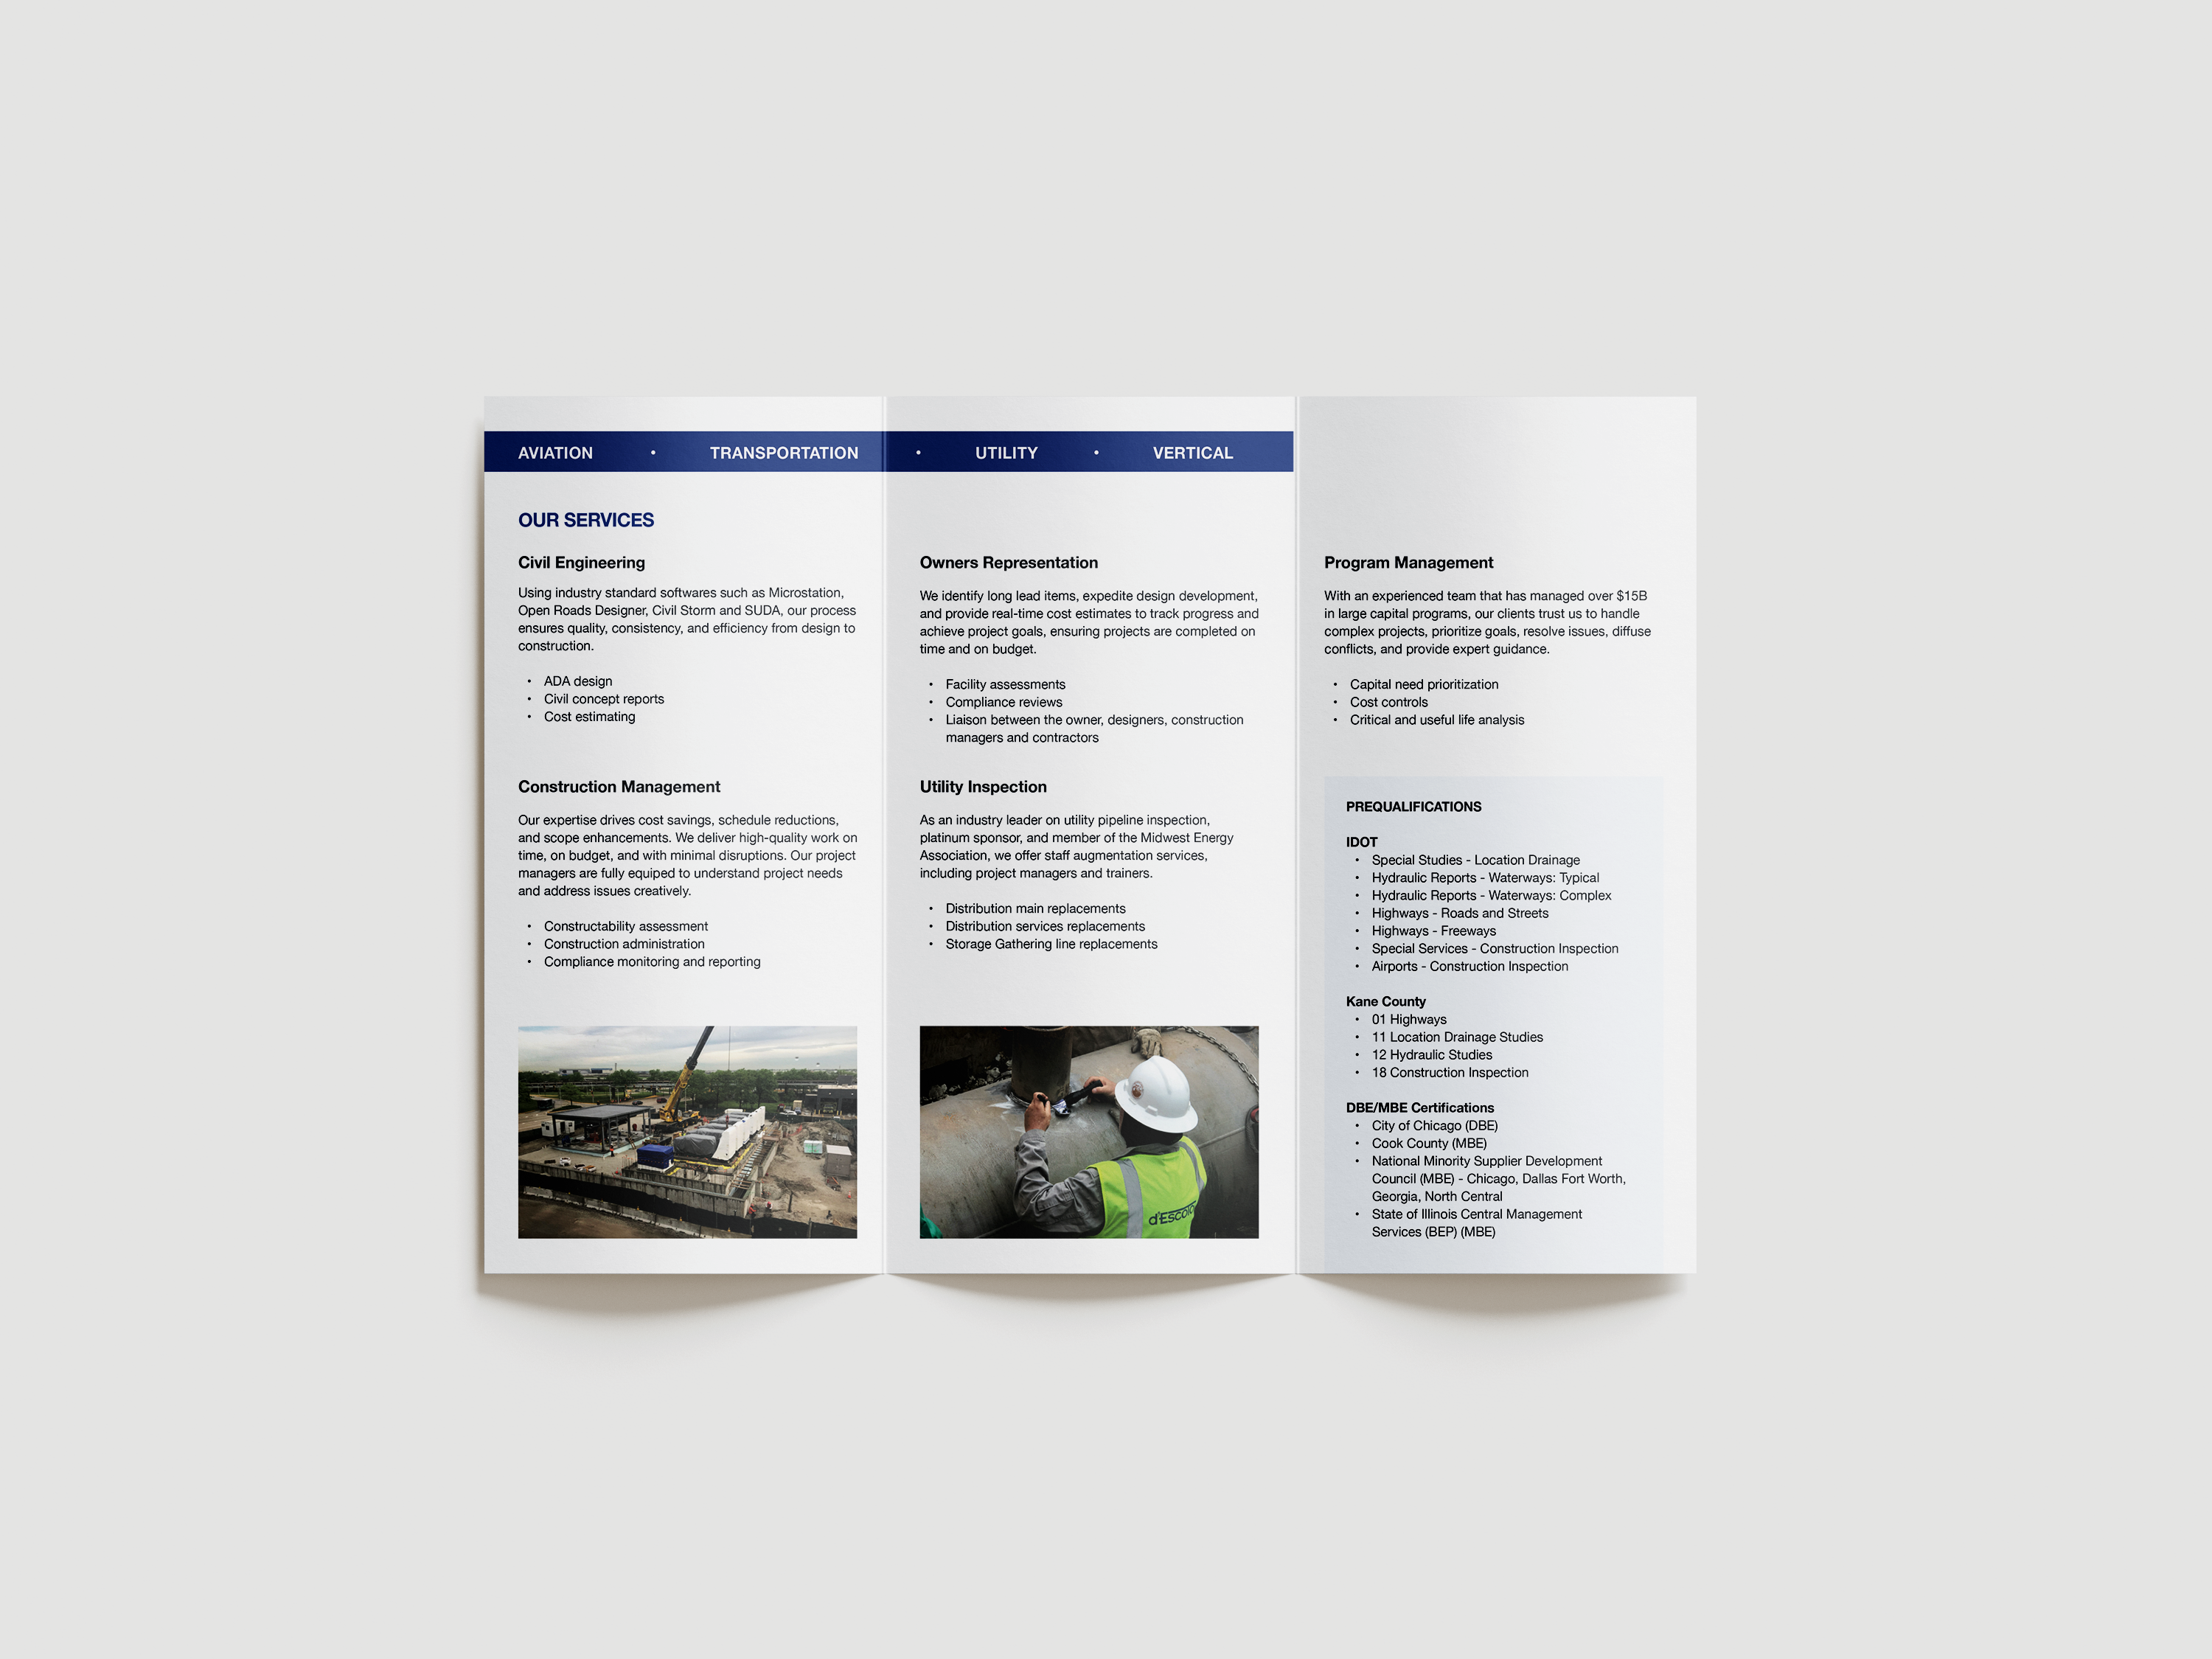 AVIATION • TRANSPORTATION • UTILITY • VERTICAL
OUR SERVICES
Civil Engineering
Using industry standard softwares such as Microstation,
Open Roads Designer, Civil Storm and SUDA, our process
ensures quality, consistency, and efficiency from design to
construction.
• ADA design
• Civil concept reports
• Cost estimating
Construction Management
Our expertise drives cost savings, schedule reductions,
and scope enhancements. We deliver high-quality work on
time, on budget, and with minimal disruptions. Our project
managers are fully equiped to understand project needs
and address issues creatively.
• Constructability assessment
• Construction administration
• Compliance monitoring and reporting
Owners Representation
We identify long lead items, expedite design development,
and provide real-time cost estimates to track progress and
achieve project goals, ensuring projects are completed on
time and on budget.
• Facility assessments
• Compliance reviews
• Liaison between the owner, designers, construction
managers and contractors
Utility Inspection
As an industry leader on utility pipeline inspection,
platinum sponsor, and member of the Midwest Energy
Association, we offer staff augmentation services,
including project managers and trainers.
• Distribution main replacements
• Distribution services replacements
• Storage Gathering line replacements
Program Management
With an experienced team that has managed over $15B
in large capital programs, our clients trust us to handle
complex projects, prioritize goals, resolve issues, diffuse
conflicts, and provide expert guidance.
• Capital need prioritization
• Cost controls
• Critical and useful life analysis
PREQUALIFICATIONS
IDOT
• Special Studies - Location Drainage
• Hydraulic Reports - Waterways: Typical
• Hydraulic Reports - Waterways: Complex
• Highways - Roads and Streets
• Highways - Freeways
• Special Services - Construction Inspection
• Airports - Construction Inspection
Kane County
• 01 Highways
• 11 Location Drainage Studies
• 12 Hydraulic Studies
• 18 Construction Inspection
DBE/MBE Certifications
• City of Chicago (DBE)
• Cook County (MBE)
• National Minority Supplier Development
Council (MBE) - Chicago, Dallas Fort Worth,
Georgia, North Central
• State of Illinois Central Management
Services (BEP) (MBE)